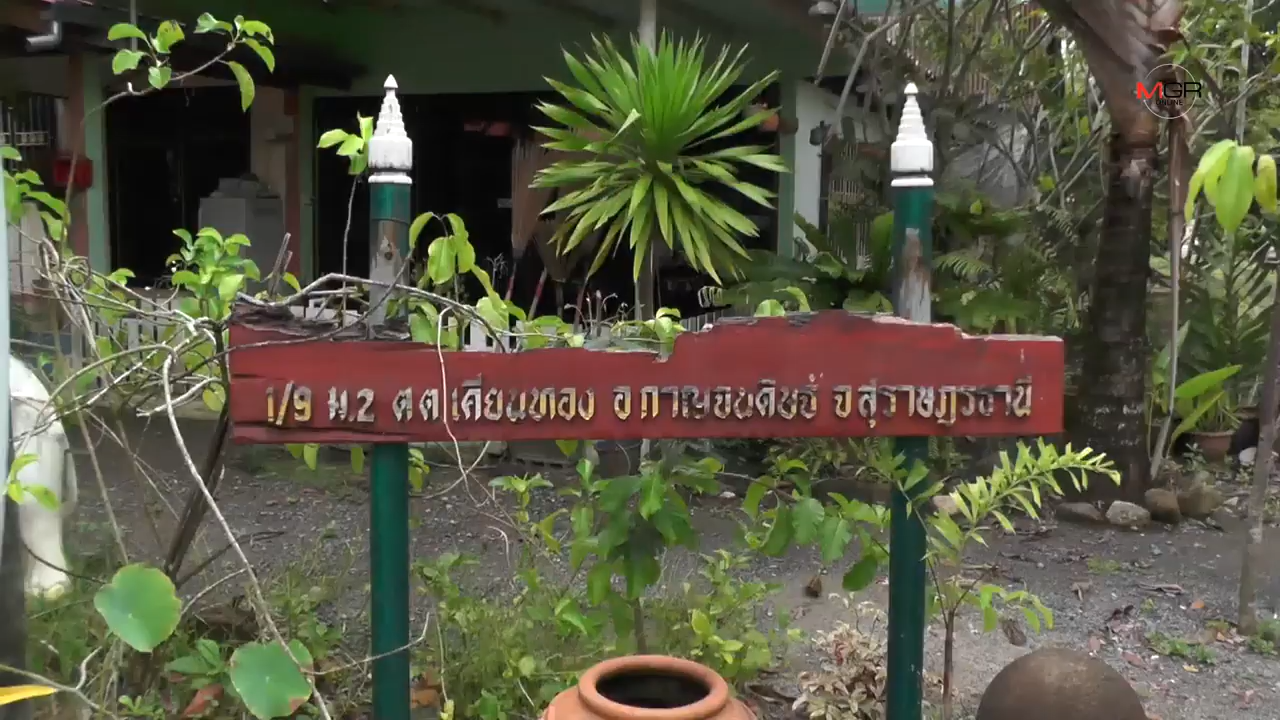 MGR
ONLINE
1/9 ม.2 ต ต เคียนทอง อ กาญจนดิษฐ์ จ สุราษฎรธานี